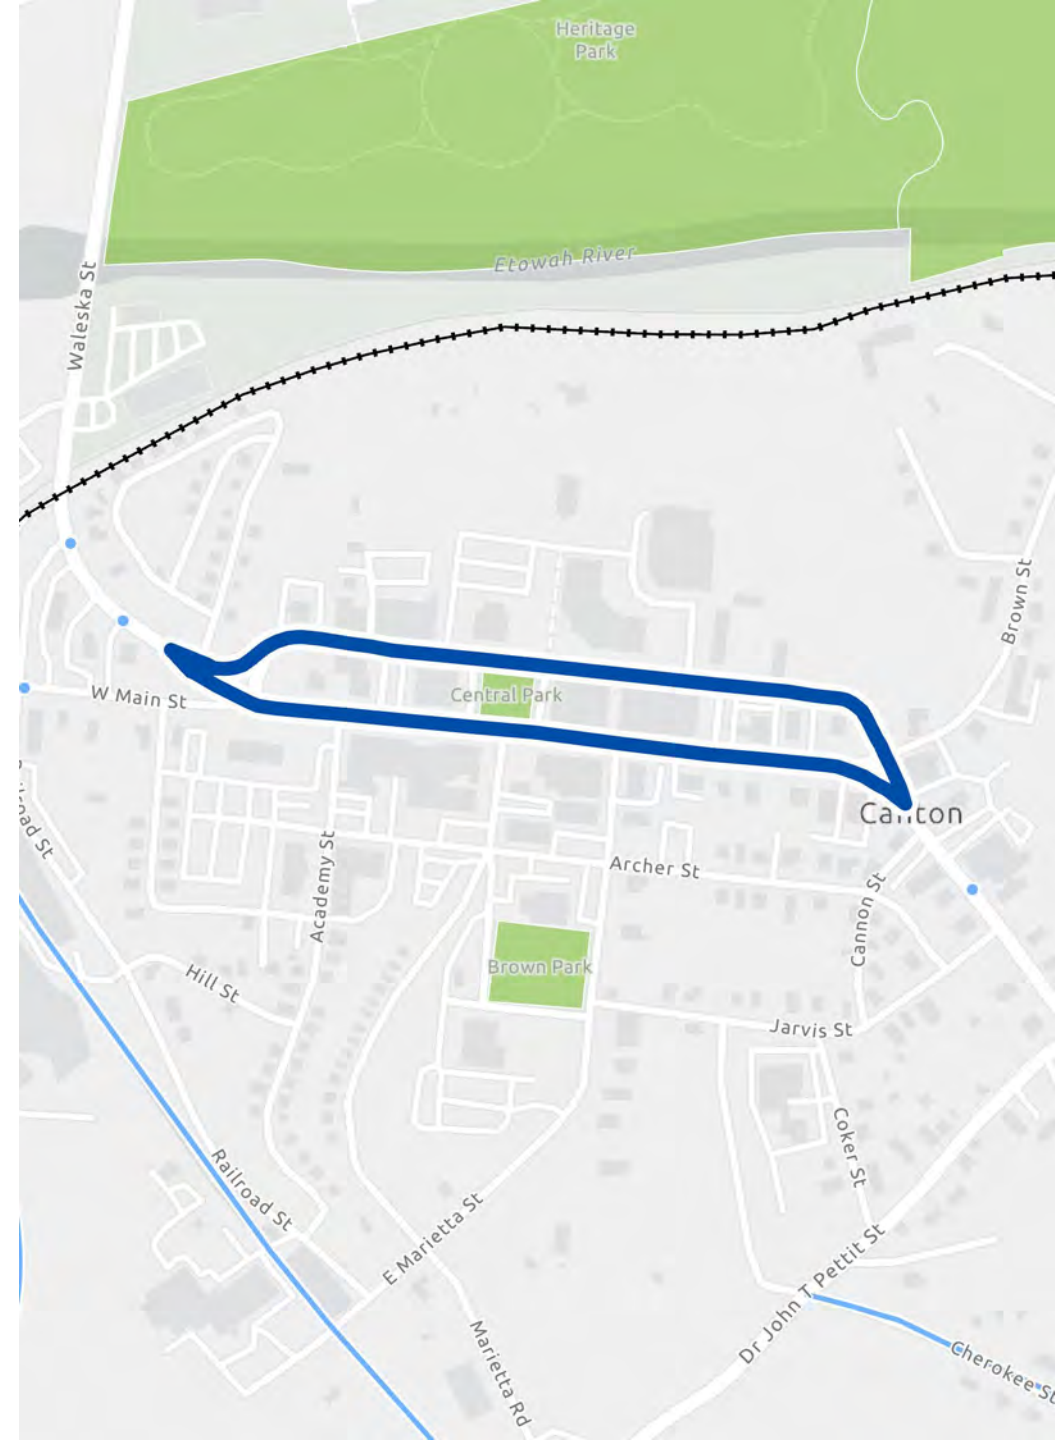 Heritage
Park
Etowah River
Waleska St
Brown St
W Main St
Central Park
Canton
Archer St
Academy St
Cannon St
Brown Park
Hill St
Jarvis St
Coker St
Railroad St
E Marietta St
Dr John T Pettit St
Marietta Rd
Cherokee St